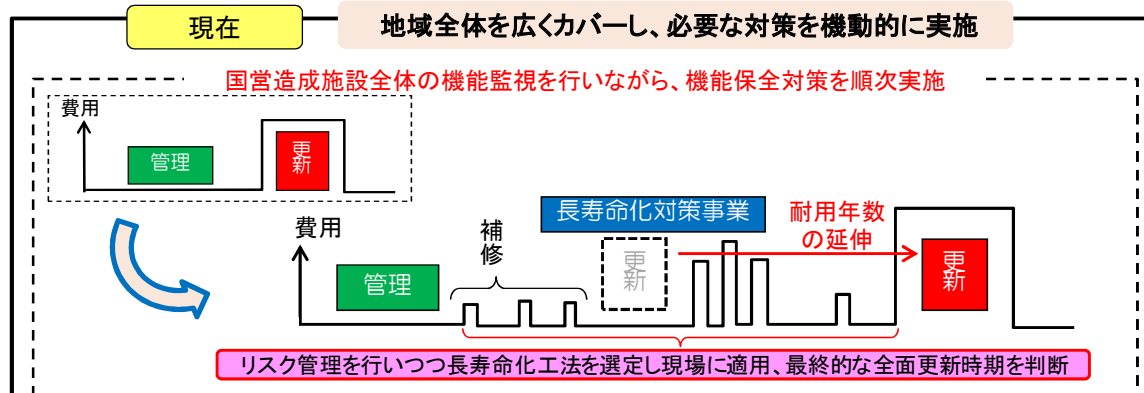 現在
地域全体を広くカバーし、必要な対策を機動的に実施
国営造成施設全体の機能監視を行いながら、機能保全対策を順次実施
費用
管理
更新
長寿命化対策事業
耐用年数
の延伸
費用
補修
管理
更新
更新
リスク管理を行いつつ長寿命化工法を選定し現場に適用、最終的な全面更新時期を判断